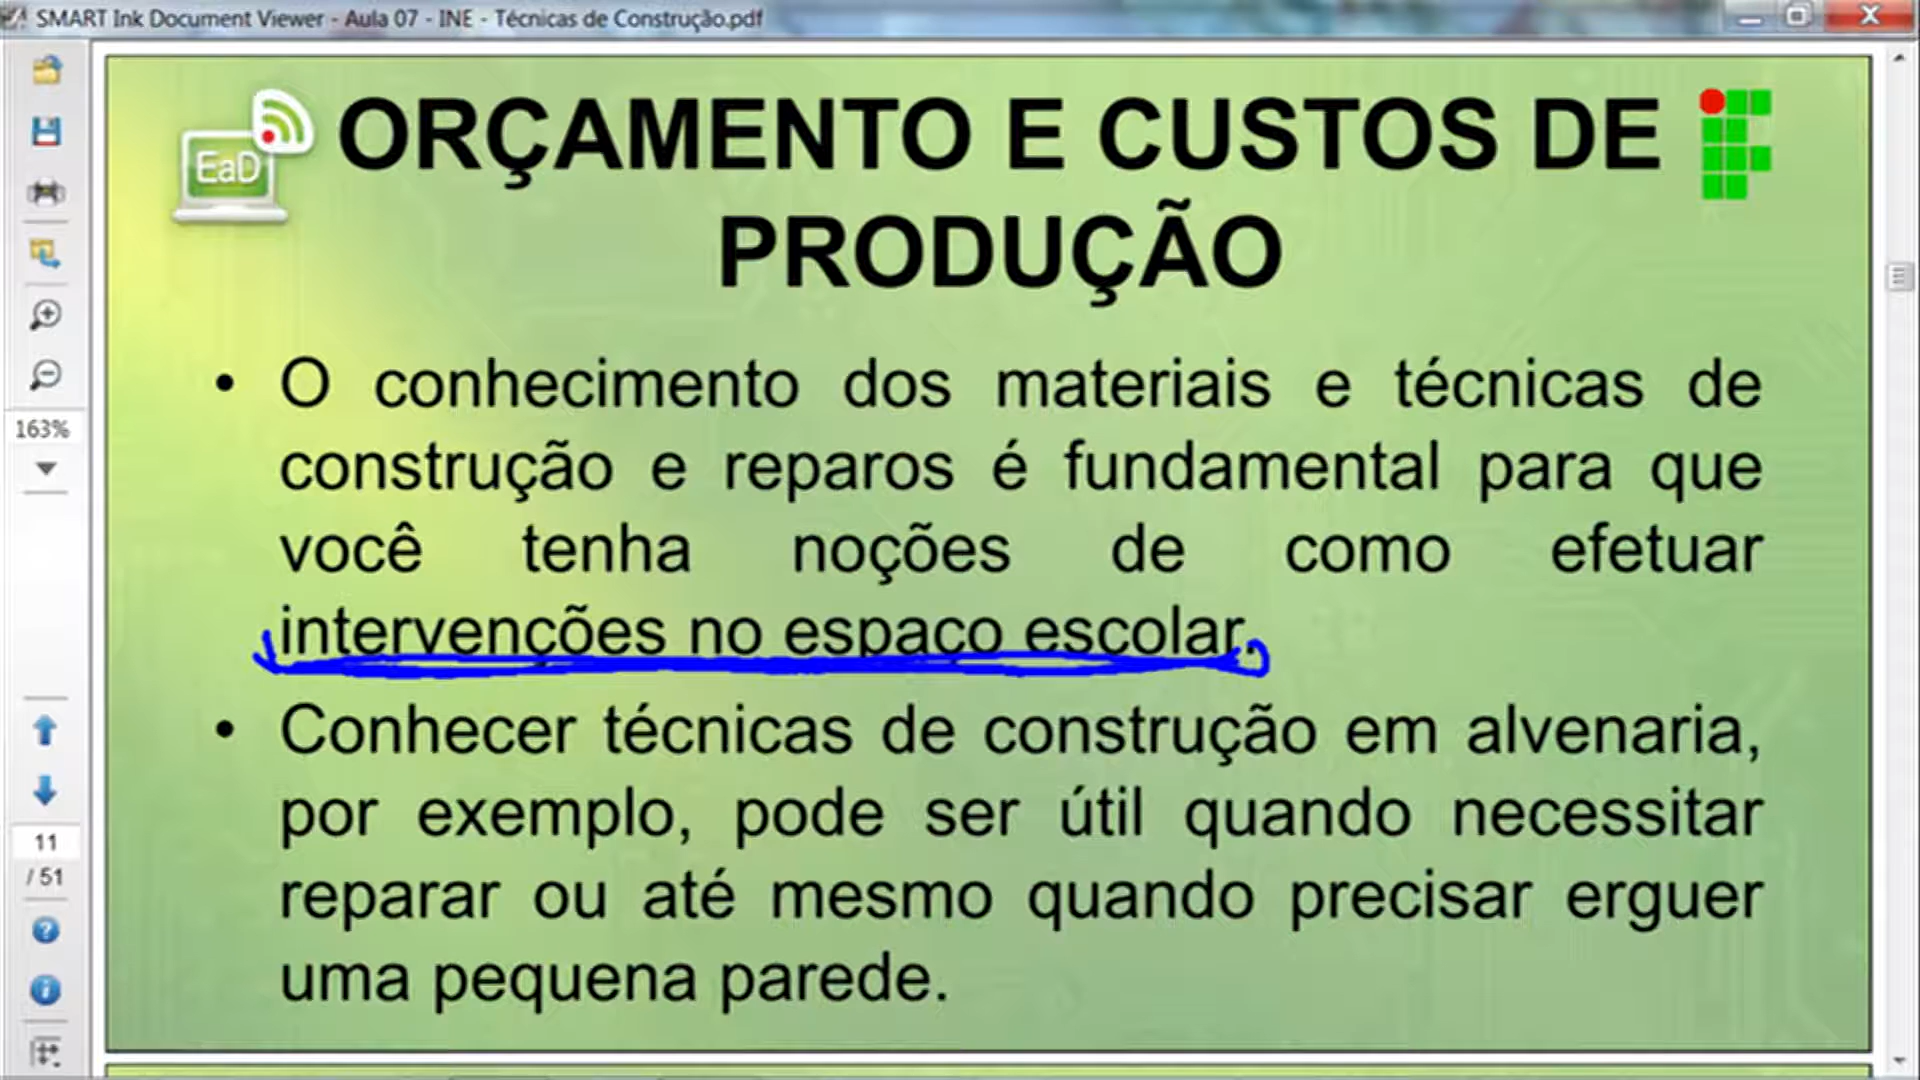 SMART Ink Document Viewer - Aula 07 - INE - Técnicas de Construção.pdf
EaD
ORÇAMENTO E CUSTOS DE
PRODUÇÃO
• O conhecimento dos materiais e técnicas de
construção e reparos é fundamental para que
você tenha noções de como efetuar
intervenções no espaço escolar.
• Conhecer técnicas de construção em alvenaria,
por exemplo, pode ser útil quando necessitar
reparar ou até mesmo quando precisar erguer
uma pequena parede.
163%
11
/ 51